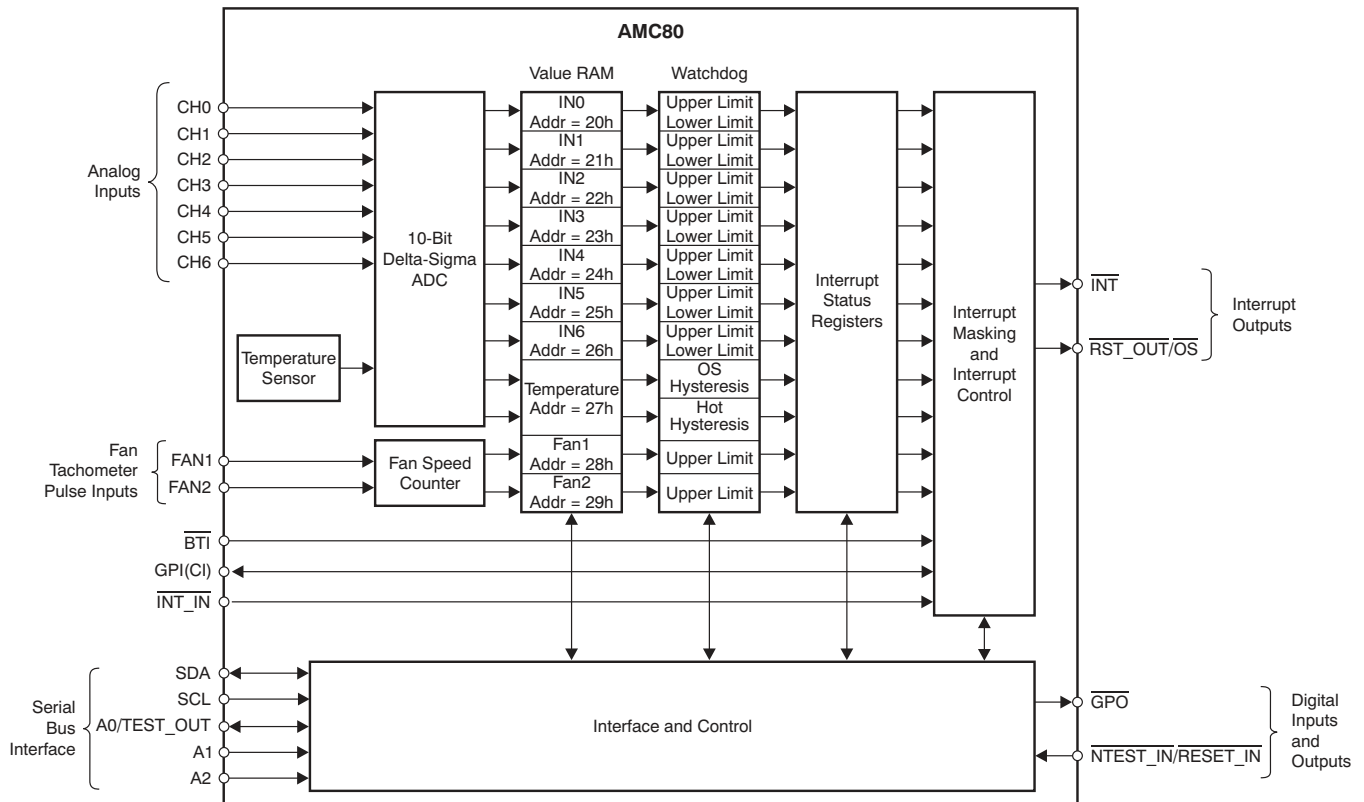 AMC80
Value RAM
Watchdog
Analog
Inputs
CH0
CH1
CH2
CH3
CH4
CH5
CH6
10-Bit
Delta-Sigma
ADC
Temperature
Sensor
IN0
Addr = 20h
IN1
Addr = 21h
IN2
Addr = 22h
IN3
Addr = 23h
IN4
Addr = 24h
IN5
Addr = 25h
IN6
Addr = 26h
Temperature
Addr = 27h
Fan1
Addr = 28h
Fan2
Addr = 29h
Upper Limit
Lower Limit
Upper Limit
Lower Limit
Upper Limit
Lower Limit
Upper Limit
Lower Limit
Upper Limit
Lower Limit
Upper Limit
Lower Limit
Upper Limit
Lower Limit
OS
Hysteresis
Hot
Hysteresis
Upper Limit
Upper Limit
Interrupt
Status
Registers
Interrupt
Masking
and
Interrupt
Control
INT
RST_OUT/OS
Interrupt
Outputs
Fan
Tachometer
Pulse Inputs
FAN1
FAN2
Fan Speed
Counter
BTI
GPI(CI)
INT_IN
Serial
Bus
Interface
SDA
SCL
A0/TEST_OUT
A1
A2
Interface and Control
GPO
NTEST_IN/RESET_IN
Digital
Inputs
and
Outputs